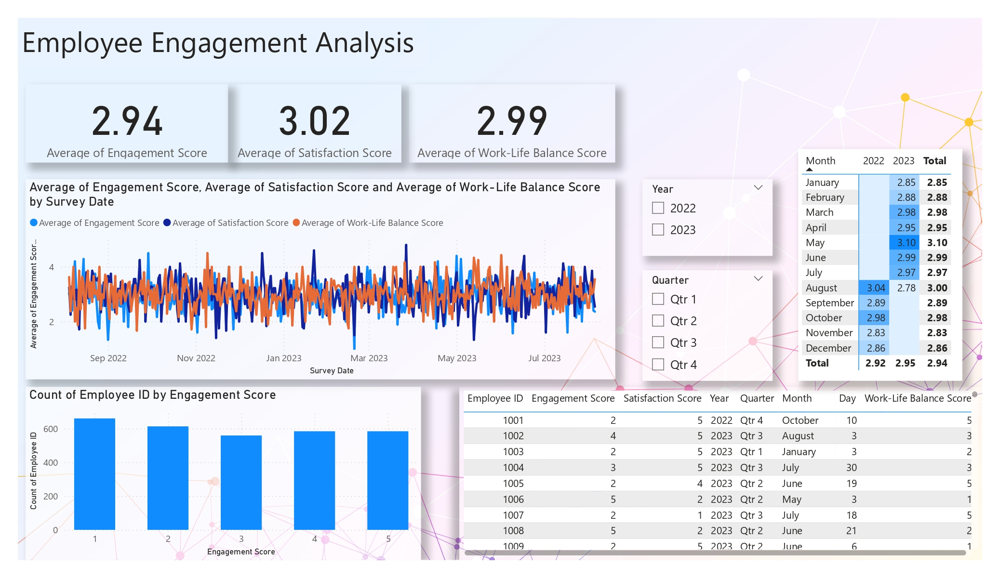 Employee Engagement Analysis
2.94
Average of Engagement Score
3.02
Average of Satisfaction Score
2.99
Average of Work-Life Balance Score
Average of Engagement Score, Average of Satisfaction Score and Average of Work-Life Balance Score
by Survey Date
Average of Engagement Score Average of Satisfaction Score Average of Work-Life Balance Score
Average of Engagement Scor...
4
2
Sep 2022 Nov 2022 Jan 2023 Mar 2023 May 2023 Jul 2023
Survey Date
Year
2022
2023
Quarter
Qtr 1
Qtr 2
Qtr 3
Qtr 4
Month 2022 2023 Total
January 2.85 2.85
February 2.88 2.88
March 2.98 2.98
April 2.95 2.95
May 3.10 3.10
June 2.99 2.99
July 2.97 2.97
August 3.04 2.78 3.00
September 2.89 2.89
October 2.98 2.98
November 2.83 2.83
December 2.86 2.86
Total 2.92 2.95 2.94
Count of Employee ID by Engagement Score
Count of Employee ID
600
400
200
0
1 2 3 4 5
Engagement Score
Employee ID Engagement Score Satisfaction Score Year Quarter Month Day Work-Life Balance Score
1001 2 5 2022 Qtr 4 October 10 5
1002 4 5 2023 Qtr 3 August 3 3
1003 2 5 2023 Qtr 1 January 3 2
1004 3 5 2023 Qtr 3 July 30 3
1005 2 4 2023 Qtr 2 June 19 5
1006 5 2 2023 Qtr 2 May 3 1
1007 2 1 2023 Qtr 3 July 18 5
1008 5 2 2023 Qtr 2 June 21 2
1009 2 5 2023 Qtr 2 June 6 1